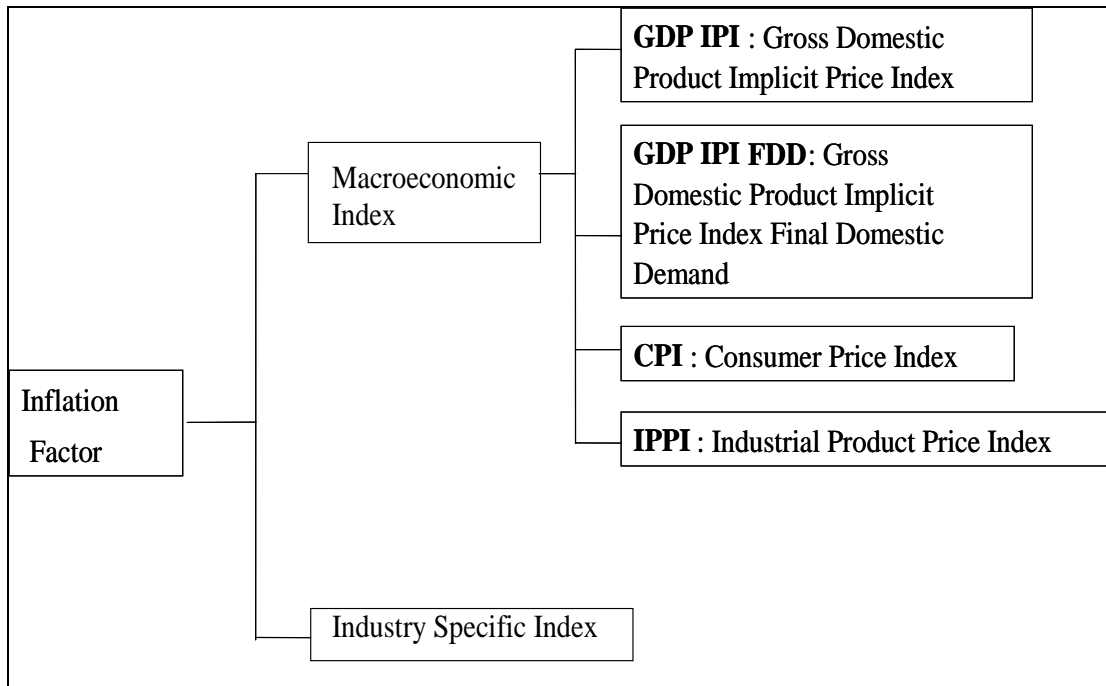 GDP IPI : Gross Domestic
Product Implicit Price Index
GDP IPI FDD: Gross
Domestic Product Implicit
Price Index Final Domestic
Demand
Macroeconomic
Index
CPI : Consumer Price Index
Inflation
Factor
IPPI : Industrial Product Price Index
Industry Specific Index